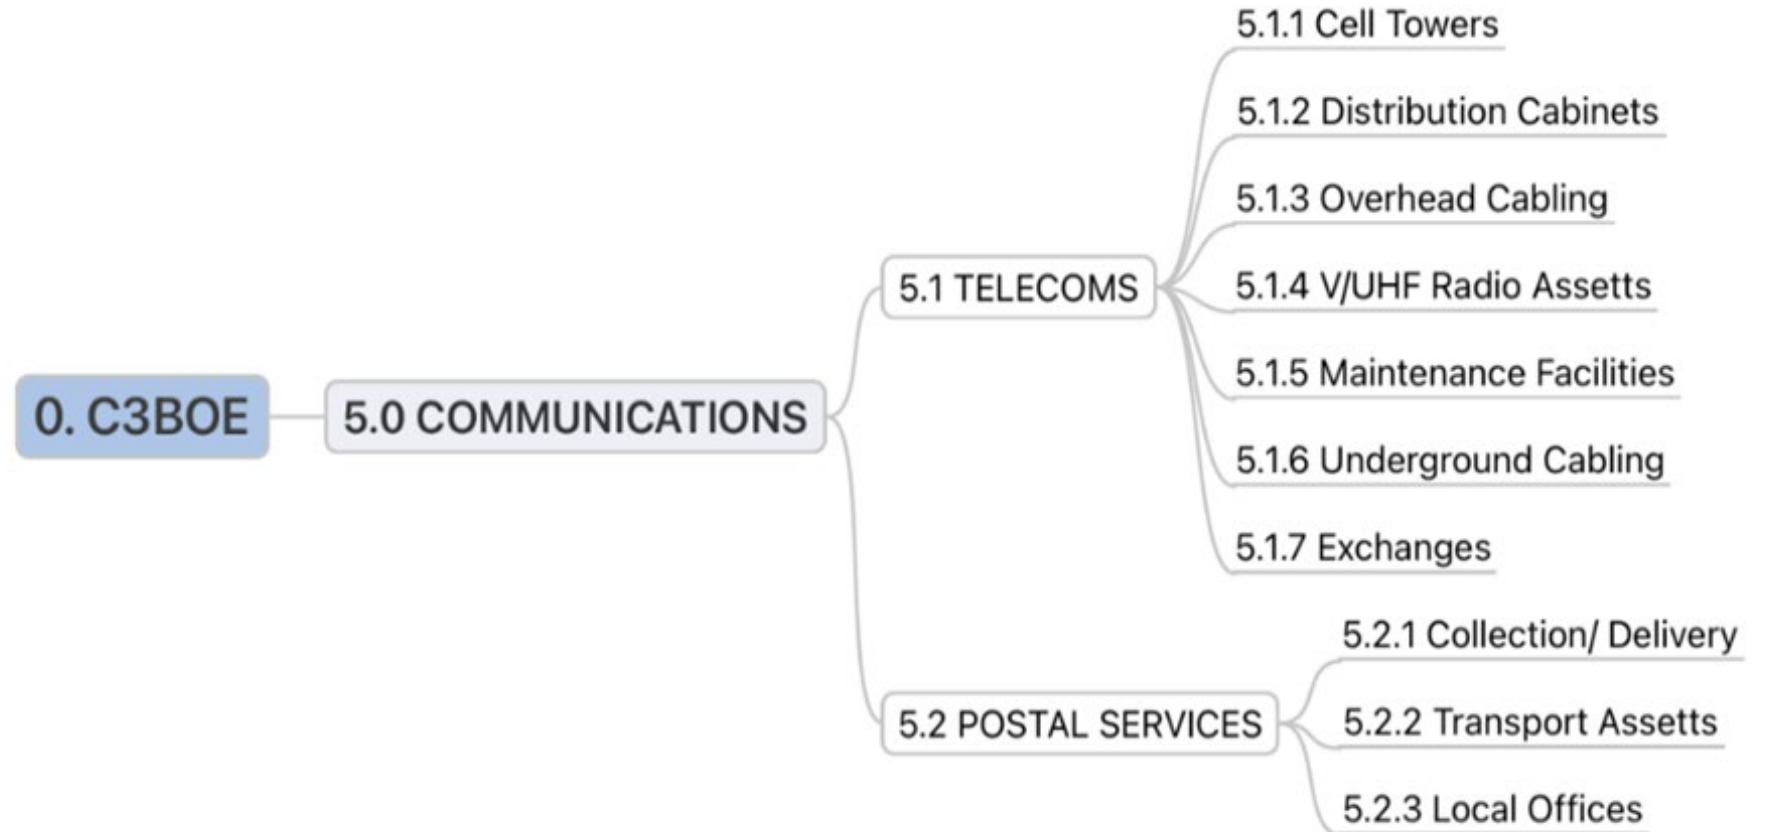 0. C3BOE
5.0 COMMUNICATIONS
5.1 TELECOMS
5.1.1 Cell Towers
5.1.2 Distribution Cabinets
5.1.3 Overhead Cabling
5.1.4 V/UHF Radio Assetts
5.1.5 Maintenance Facilities
5.1.6 Underground Cabling
5.1.7 Exchanges
5.2 POSTAL SERVICES
5.2.1 Collection/ Delivery
5.2.2 Transport Assetts
5.2.3 Local Offices